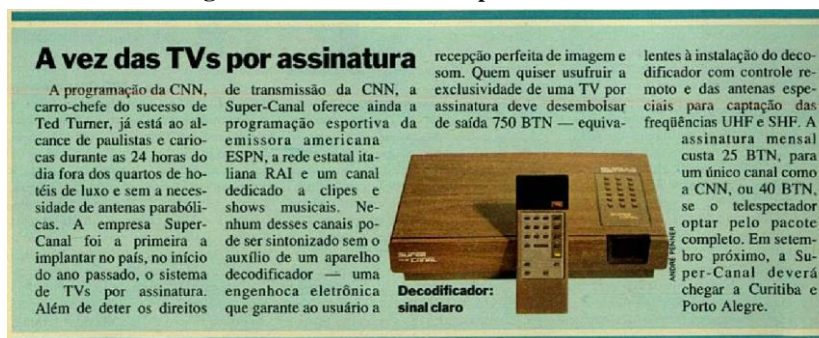 A vez das TVs por assinatura
A programação da CNN,
carro-chefe do sucesso de
Ted Turner, já está ao al-
cance de paulistas e cario-
cas durante as 24 horas do
dia fora dos quartos de ho-
téis de luxo e sem a neces-
sidade de antenas parabóli-
cas. A empresa Super-
Canal foi a primeira a
implantar no país, no início
do ano passado, o sistema
de TVs por assinatura.
Além de deter os direitos
de transmissão da CNN, a
Super-Canal oferece ainda a
programação esportiva da
emissora americana
ESPN, a rede estatal ita-
liana RAI e um canal
dedicado a clipes e
shows musicais. Ne-
nhum desses canais po-
de ser sintonizado sem o
auxílio de um aparelho
decodificador — uma
engenhoca eletrônica
que garante ao usuário a
recepção perfeita de imagem e
som. Quem quiser usufruir a
exclusividade de uma TV por
assinatura deve desembolsar
de saída 750 BTN — equiva-
lentes à instalação do deco-
dificador com controle re-
moto e das antenas espe-
ciais para captação das
freqüências UHF e SHF. A
assinatura mensal
custa 25 BTN, para
um único canal como
a CNN, ou 40 BTN,
se o telespectador
optar pelo pacote
completo. Em setem-
bro próximo, a Su-
per-Canal deverá
chegar a Curitiba e
Porto Alegre.
SUPER
CANAL
Decodificador:
sinal claro
ANDRÉ PENNER